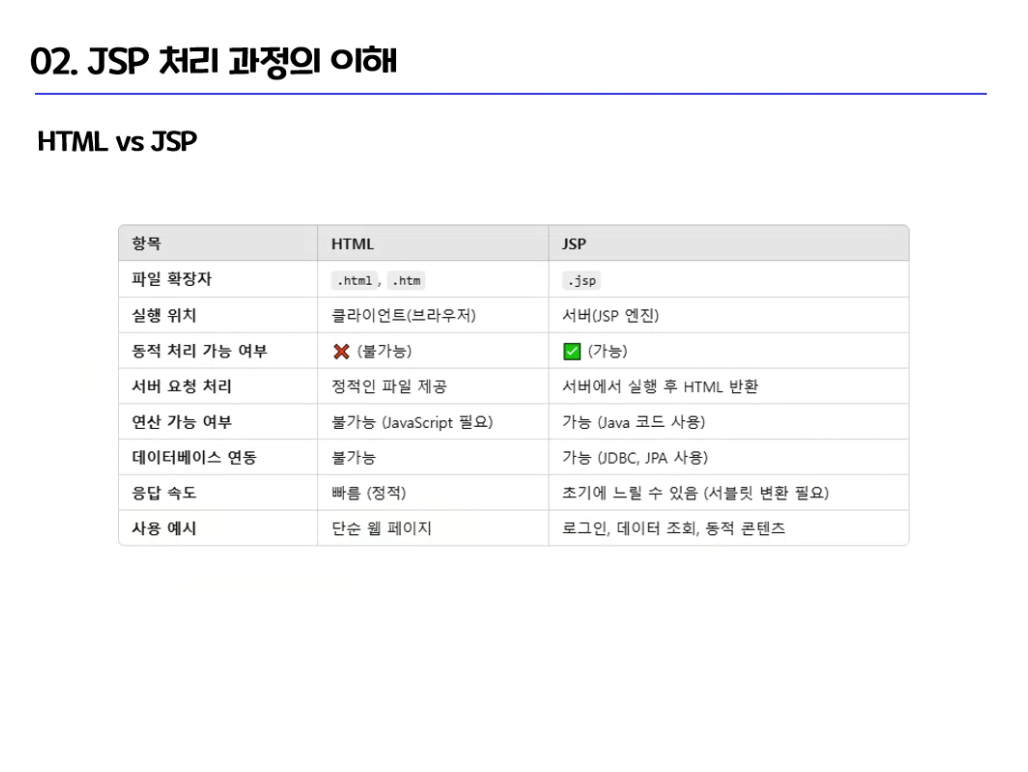 02. JSP 처리 과정의 이해
HTML vs JSP
항목 HTML JSP
파일 확장자 .html, .htm .jsp
실행 위치 클라이언트(브라우저) 서버(JSP 엔진)
동적 처리 가능 여부 ❌ (불가능) ✅ (가능)
서버 요청 처리 정적인 파일 제공 서버에서 실행 후 HTML 반환
연산 가능 여부 불가능 (JavaScript 필요) 가능 (Java 코드 사용)
데이터베이스 연동 불가능 가능 (JDBC, JPA 사용)
응답 속도 빠름 (정적) 초기에 느릴 수 있음 (서블릿 변환 필요)
사용 예시 단순 웹 페이지 로그인, 데이터 조회, 동적 콘텐츠